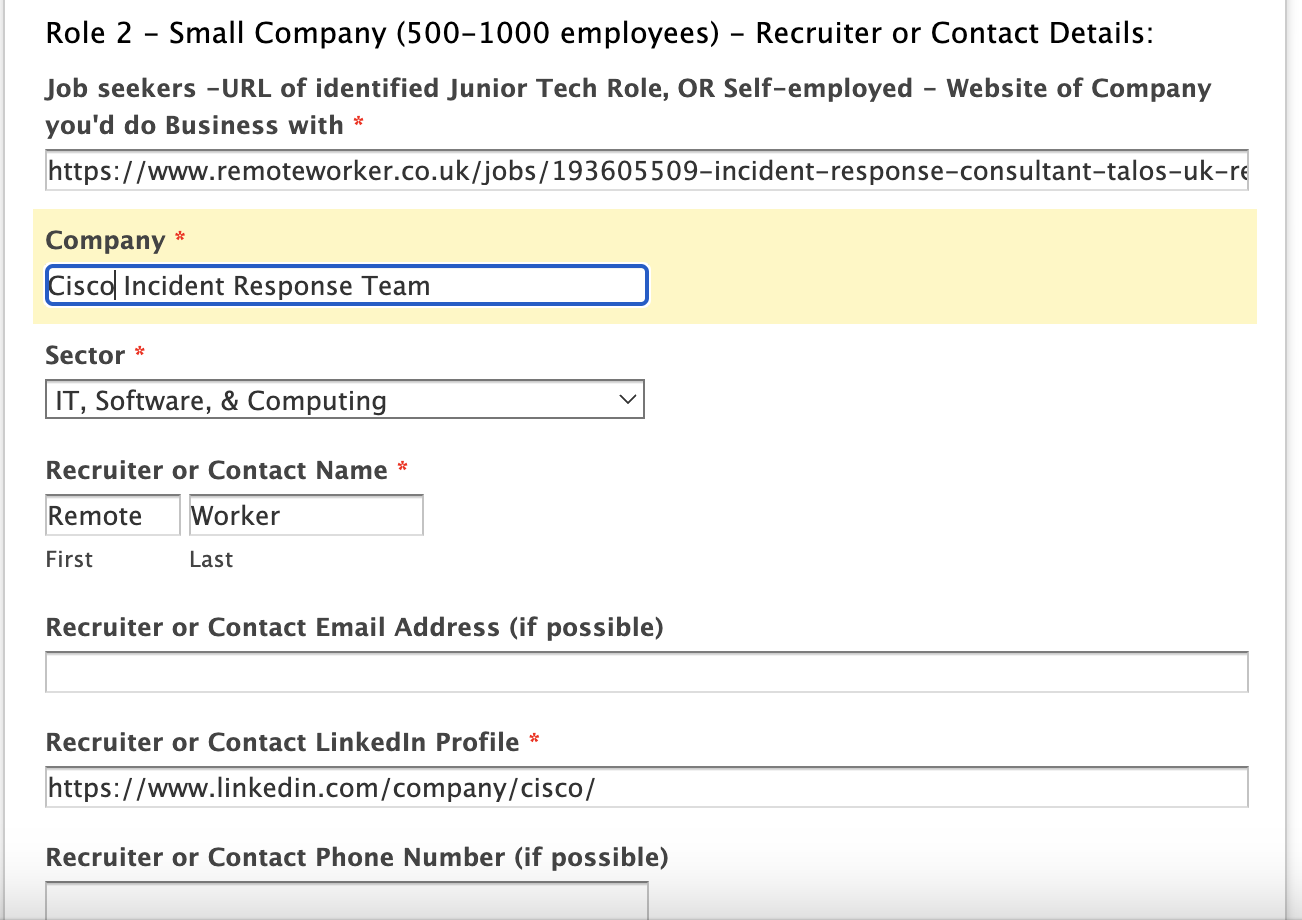 Role 2 – Small Company (500–1000 employees) – Recruiter or Contact Details:
Job seekers –URL of identified Junior Tech Role, OR Self–employed – Website of Company
you'd do Business with *
https://www.remoteworker.co.uk/jobs/193605509-incident-response-consultant-talos-uk-re
Company *
Cisco Incident Response Team
Sector *
IT, Software, & Computing
Recruiter or Contact Name *
Remote Worker
First Last
Recruiter or Contact Email Address (if possible)
Recruiter or Contact LinkedIn Profile *
https://www.linkedin.com/company/cisco/
Recruiter or Contact Phone Number (if possible)